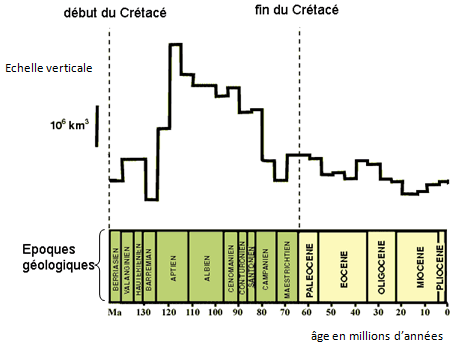 début du Crétacé
fin du Crétacé
Echelle verticale
10⁶ km³
Epoques
géologiques
BERRIASIEN
VALANGINIEN
HAUTERIENIEN
BARREMIAN
APTIEN
ALBIEN
CENOMANIEN
CON.TURONIEN
SANTONIEN
CAMPANIEN
MAESTRICHTIEN
PALEOCENE
EOCENE
OLIGOCENE
MIOCENE
PLIOCENE
Ma 130 120 110 100 90 80 70 60 50 40 30 20 10 0
âge en millions d'années